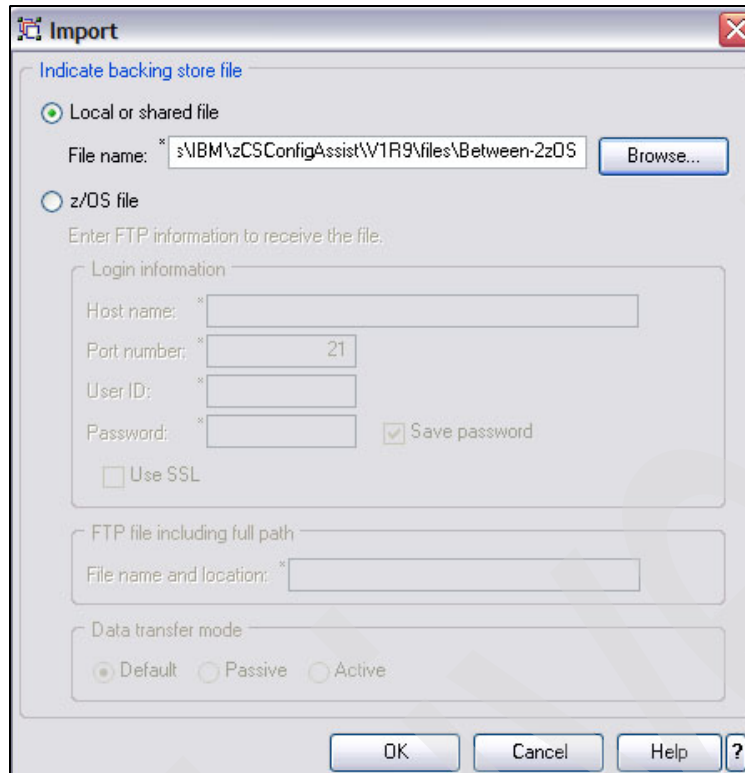 Import
Indicate backing store file
Local or shared file
File name: * s\IBM\zCSConfigAssist\V1R9\files\Between-2zOS Browse...
z/OS file
Enter FTP information to receive the file.
Login information
Host name: *
Port number: * 21
User ID: *
Password: * Save password
Use SSL
FTP file including full path
File name and location: *
Data transfer mode
Default Passive Active
OK Cancel Help ?